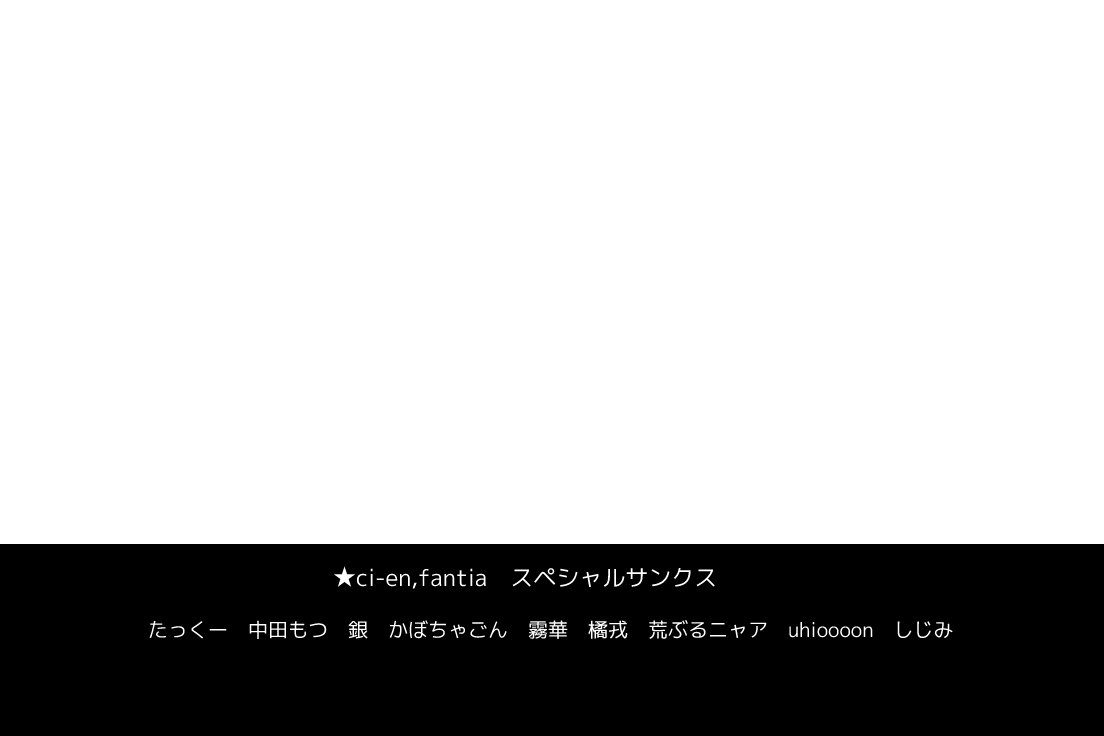 ★ci-en,fantia　スペシャルサンクス
たっくー　中田もつ　銀　かぼちゃごん　霧華　橘戎　荒ぶるニャア　uhioooon　しじみ